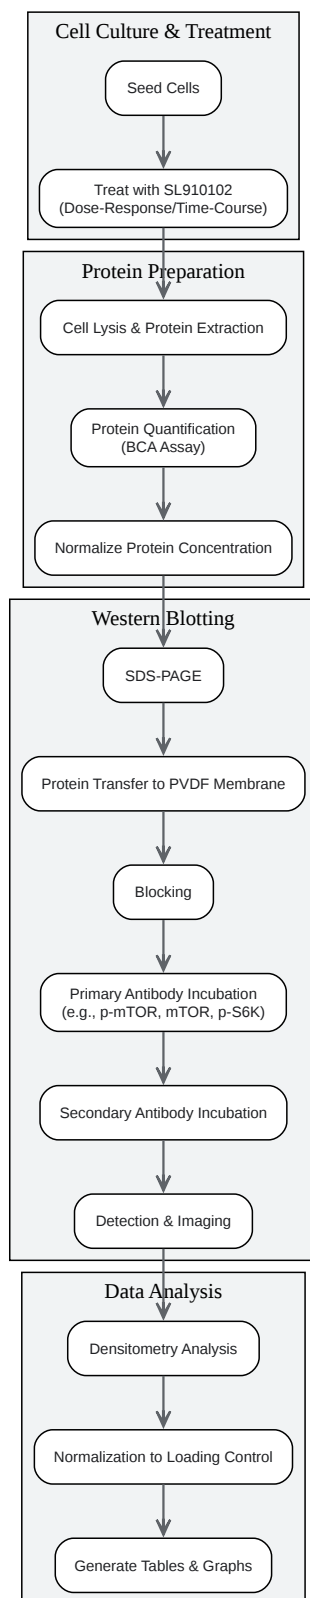 Cell Culture & Treatment
Seed Cells
Treat with SL910102
(Dose-Response/Time-Course)
Protein Preparation
Cell Lysis & Protein Extraction
Protein Quantification
(BCA Assay)
Normalize Protein Concentration
Western Blotting
SDS-PAGE
Protein Transfer to PVDF Membrane
Blocking
Primary Antibody Incubation
(e.g., p-mTOR, mTOR, p-S6K)
Secondary Antibody Incubation
Detection & Imaging
Data Analysis
Densitometry Analysis
Normalization to Loading Control
Generate Tables & Graphs